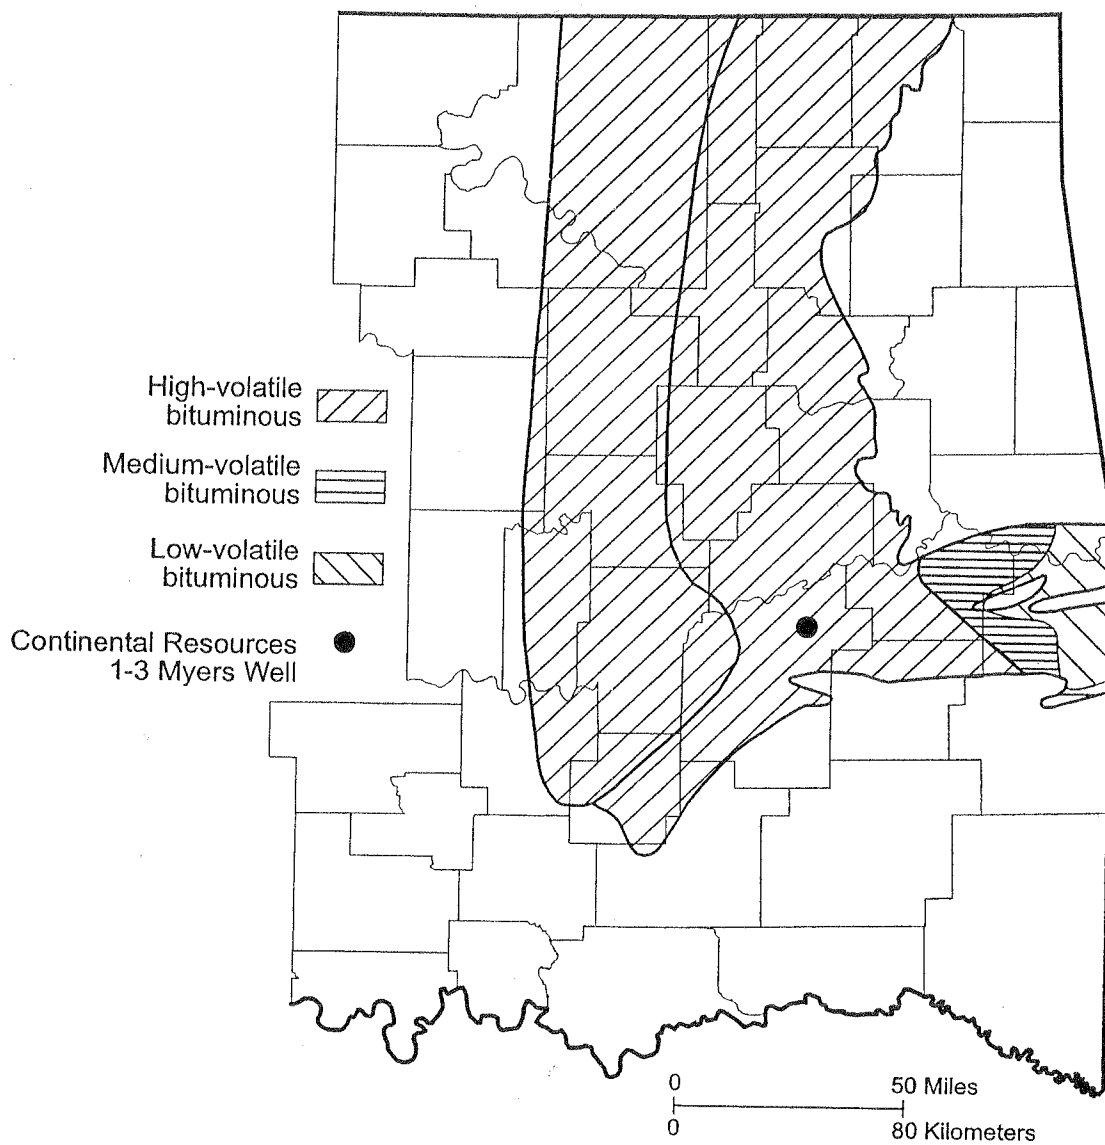 High-volatile
bituminous
Medium-volatile
bituminous
Low-volatile
bituminous
Continental Resources
1-3 Myers Well
0 50 Miles
0 80 Kilometers